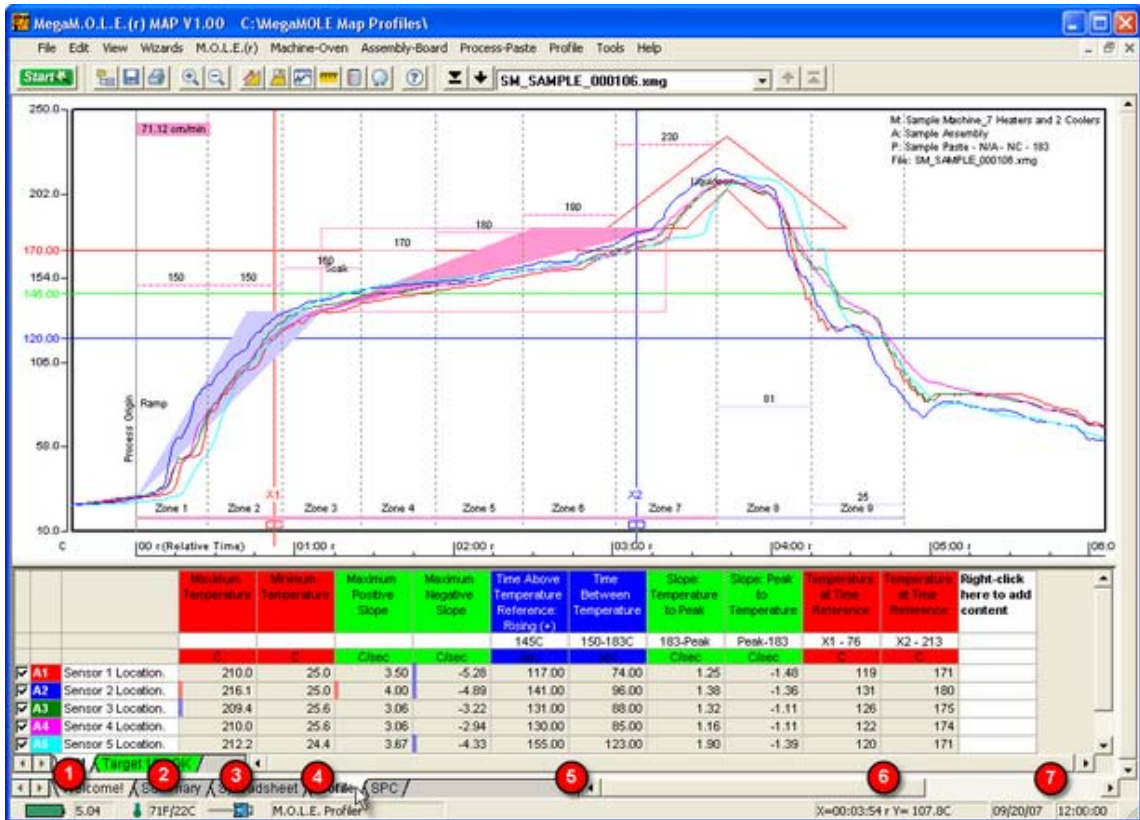 MegaM.O.L.E.(r) MAP V1.00 C:\MegaMOLE Map Profiles\
File Edit View Wizards M.O.L.E.(r) Machine-Oven Assembly-Board Process-Paste Profile Tools Help
Start SM_SAMPLE_000106.xmg
250.0
71.12 cm/min
230
M: Sample Machine_7 Heaters and 2 Coolers
A: Sample Assembly
P: Sample Paste - N/A - NC - 183
File: SM_SAMPLE_000106.xmg
202.0
190
180
170
170.00
154.0
150 150 160
Soak
145.00
120.00
106.0
Ramp
Process Origin
81
58.0
X1 X2
25
Zone 1 Zone 2 Zone 3 Zone 4 Zone 5 Zone 6 Zone 7 Zone 8 Zone 9
10.0
C 00 r(Relative Time) 01:00 r 02:00 r 03:00 r 04:00 r 05:00 r 06:0
Maximum Temperature Minimum Temperature Maximum Positive Slope Maximum Negative Slope Time Above Temperature Reference: Rising (+) Time Between Temperature Slope: Temperature to Peak Slope: Peak to Temperature Temperature at Time Reference Temperature at Time Reference Right-click here to add content
145C 150-183C 183-Peak Peak-183 X1 - 76 X2 - 213
C C C/sec C/sec C/sec C/sec C C
A1 Sensor 1 Location. 210.0 25.0 3.50 -5.28 117.00 74.00 1.25 -1.48 119 171
A2 Sensor 2 Location. 216.1 25.0 4.00 -4.89 141.00 96.00 1.38 -1.36 131 180
A3 Sensor 3 Location. 209.4 25.6 3.06 -3.22 131.00 88.00 1.32 -1.11 126 175
A4 Sensor 4 Location. 210.0 25.6 3.06 -2.94 130.00 85.00 1.16 -1.11 122 174
A5 Sensor 5 Location. 212.2 24.4 3.67 -4.33 155.00 123.00 1.90 -1.39 120 171
Target
1 2 3 4 5 6 7
SPC
5.04 71F/22C M.O.L.E. Profiler X=00:03:54 r Y= 107.8C 09/20/07 12:00:00